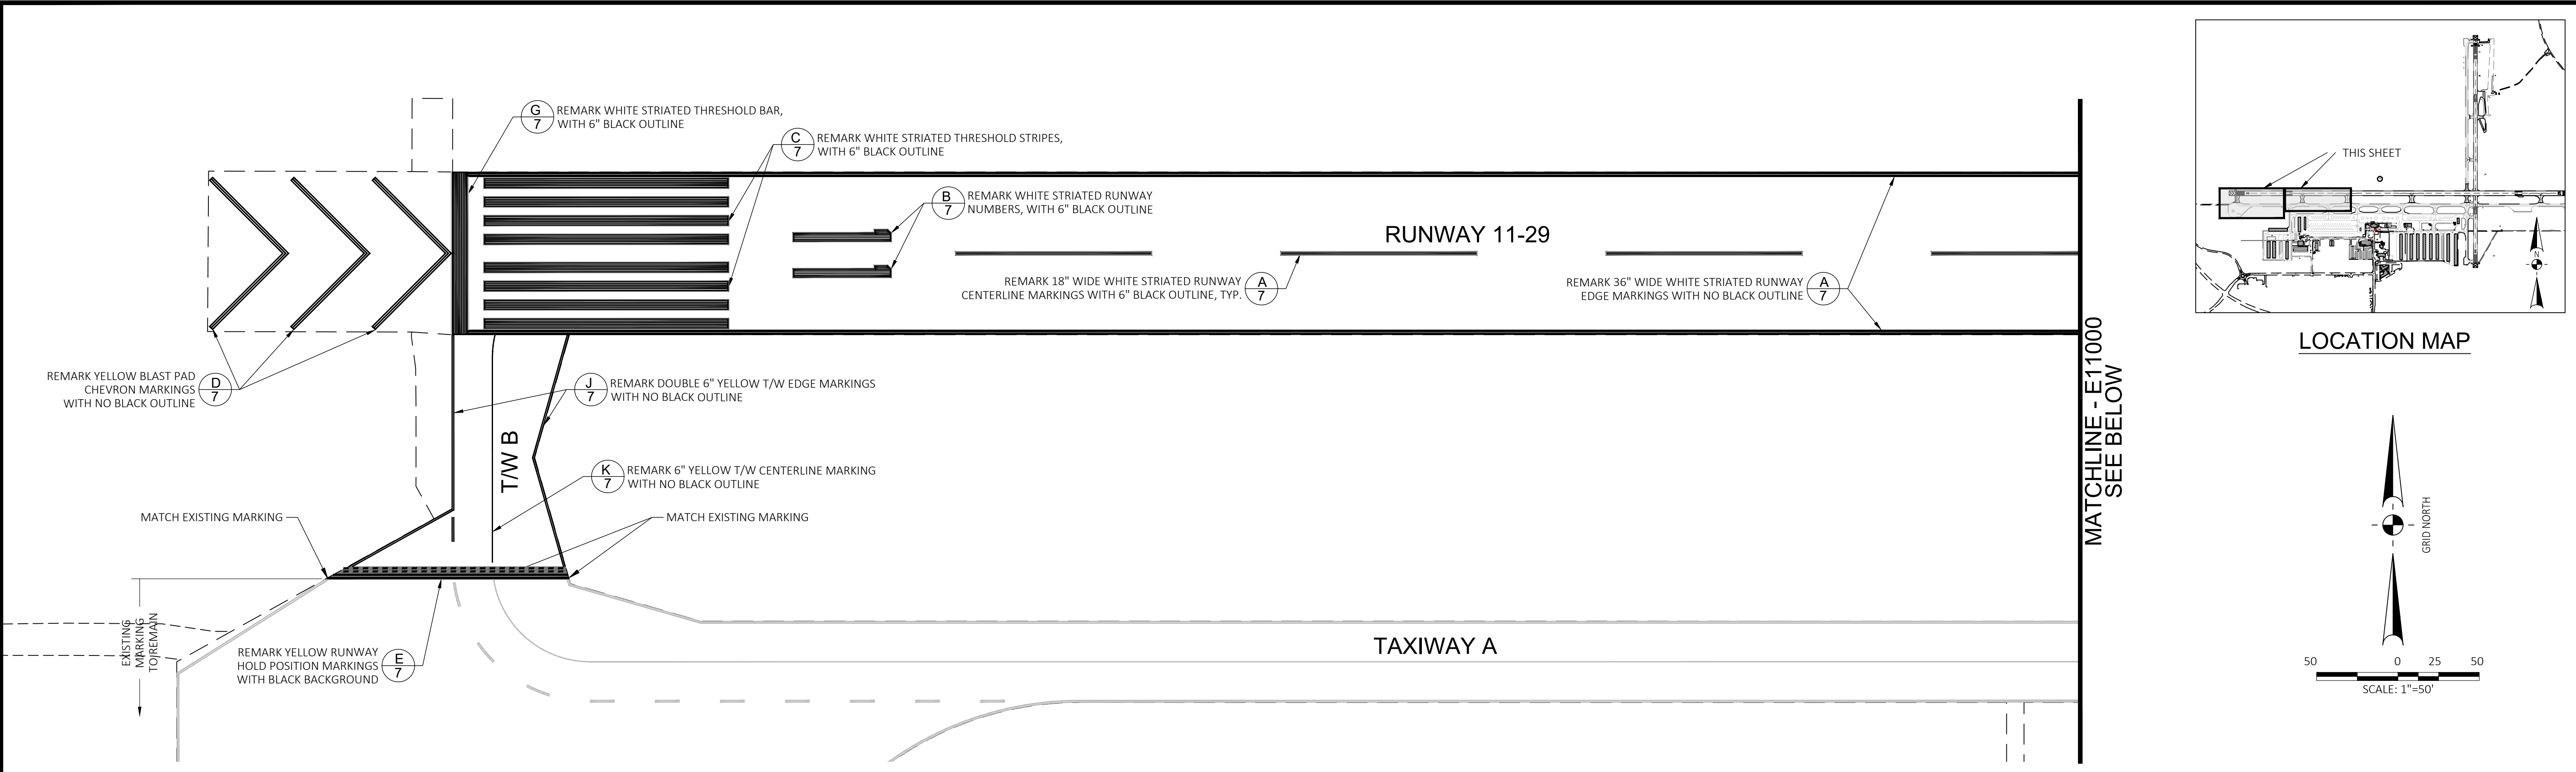 G
7
REMARK WHITE STRIATED THRESHOLD BAR,
WITH 6" BLACK OUTLINE
C
7
REMARK WHITE STRIATED THRESHOLD STRIPES,
WITH 6" BLACK OUTLINE
B
7
REMARK WHITE STRIATED RUNWAY
NUMBERS, WITH 6" BLACK OUTLINE
RUNWAY 11-29
REMARK 18" WIDE WHITE STRIATED RUNWAY
CENTERLINE MARKINGS WITH 6" BLACK OUTLINE, TYP.
A
7
REMARK 36" WIDE WHITE STRIATED RUNWAY
EDGE MARKINGS WITH NO BLACK OUTLINE
A
7
REMARK YELLOW BLAST PAD
CHEVRON MARKINGS
WITH NO BLACK OUTLINE
D
7
J
7
REMARK DOUBLE 6" YELLOW T/W EDGE MARKINGS
WITH NO BLACK OUTLINE
T/W B
K
7
REMARK 6" YELLOW T/W CENTERLINE MARKING
WITH NO BLACK OUTLINE
MATCH EXISTING MARKING
MATCH EXISTING MARKING
EXISTING
MARKING
TO REMAIN
REMARK YELLOW RUNWAY
HOLD POSITION MARKINGS
WITH BLACK BACKGROUND
E
7
TAXIWAY A
MATCHLINE - E11000
SEE BELOW
THIS SHEET
N
LOCATION MAP
GRID NORTH
50 0 25 50
SCALE: 1"=50'